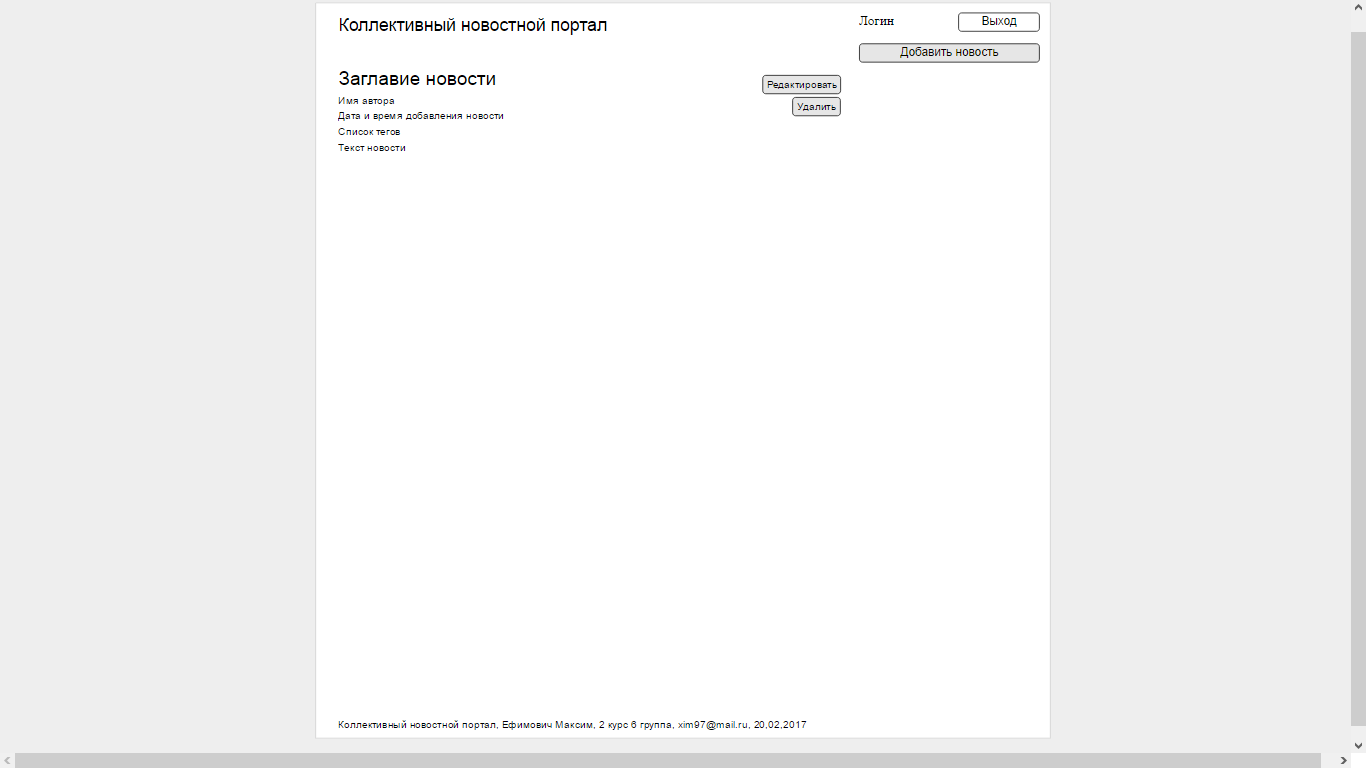 Коллективный новостной портал
Логин
Выход
Добавить новость
Заглавие новости
Редактировать
Имя автора
Удалить
Дата и время добавления новости
Список тегов
Текст новости
Коллективный новостной портал, Ефимович Максим, 2 курс 6 группа, xim97@mail.ru, 20,02,2017